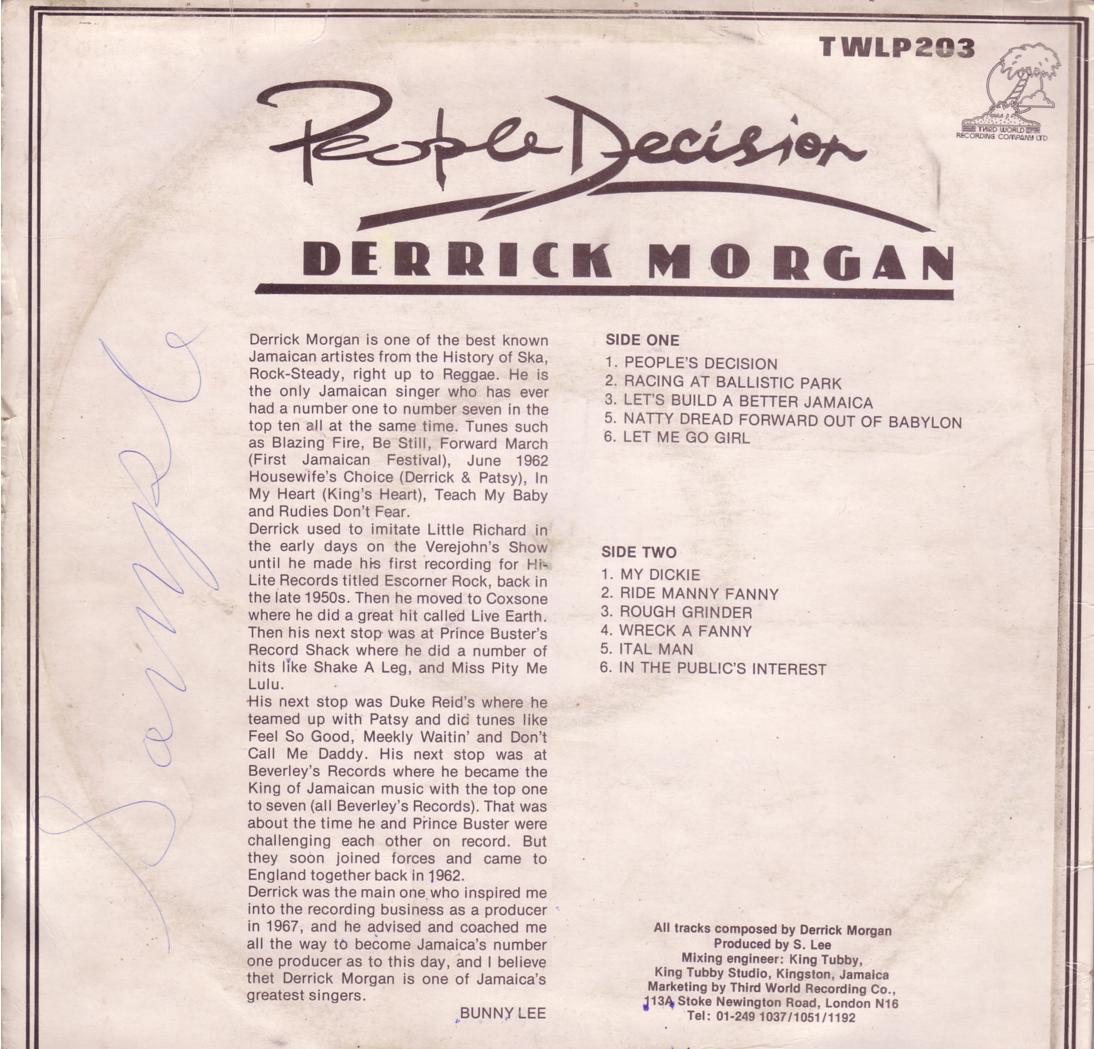 TWLP203
THIRD WORLD
RECORDING COMPANY LTD
People Decision
DERRICK MORGAN
Derrick Morgan is one of the best known
Jamaican artistes from the History of Ska,
Rock-Steady, right up to Reggae. He is
the only Jamaican singer who has ever
had a number one to number seven in the
top ten all at the same time. Tunes such
as Blazing Fire, Be Still, Forward March
(First Jamaican Festival), June 1962
Housewife's Choice (Derrick & Patsy), In
My Heart (King's Heart), Teach My Baby
and Rudies Don't Fear.
Derrick used to imitate Little Richard in
the early days on the Verejohn's Show
until he made his first recording for Hi-
Lite Records titled Escorner Rock, back in
the late 1950s. Then he moved to Coxsone
where he did a great hit called Live Earth.
Then his next stop was at Prince Buster's
Record Shack where he did a number of
hits like Shake A Leg, and Miss Pity Me
Lulu.
His next stop was Duke Reid's where he
teamed up with Patsy and did tunes like
Feel So Good, Meekly Waitin' and Don't
Call Me Daddy. His next stop was at
Beverley's Records where he became the
King of Jamaican music with the top one
to seven (all Beverley's Records). That was
about the time he and Prince Buster were
challenging each other on record. But
they soon joined forces and came to
England together back in 1962.
Derrick was the main one who inspired me
into the recording business as a producer
in 1967, and he advised and coached me
all the way to become Jamaica's number
one producer as to this day, and I believe
thet Derrick Morgan is one of Jamaica's
greatest singers.
BUNNY LEE
SIDE ONE
1. PEOPLE'S DECISION
2. RACING AT BALLISTIC PARK
3. LET'S BUILD A BETTER JAMAICA
5. NATTY DREAD FORWARD OUT OF BABYLON
6. LET ME GO GIRL
SIDE TWO
1. MY DICKIE
2. RIDE MANNY FANNY
3. ROUGH GRINDER
4. WRECK A FANNY
5. ITAL MAN
6. IN THE PUBLIC'S INTEREST
All tracks composed by Derrick Morgan
Produced by S. Lee
Mixing engineer: King Tubby,
King Tubby Studio, Kingston, Jamaica
Marketing by Third World Recording Co.,
113A Stoke Newington Road, London N16
Tel: 01-249 1037/1051/1192
Sample